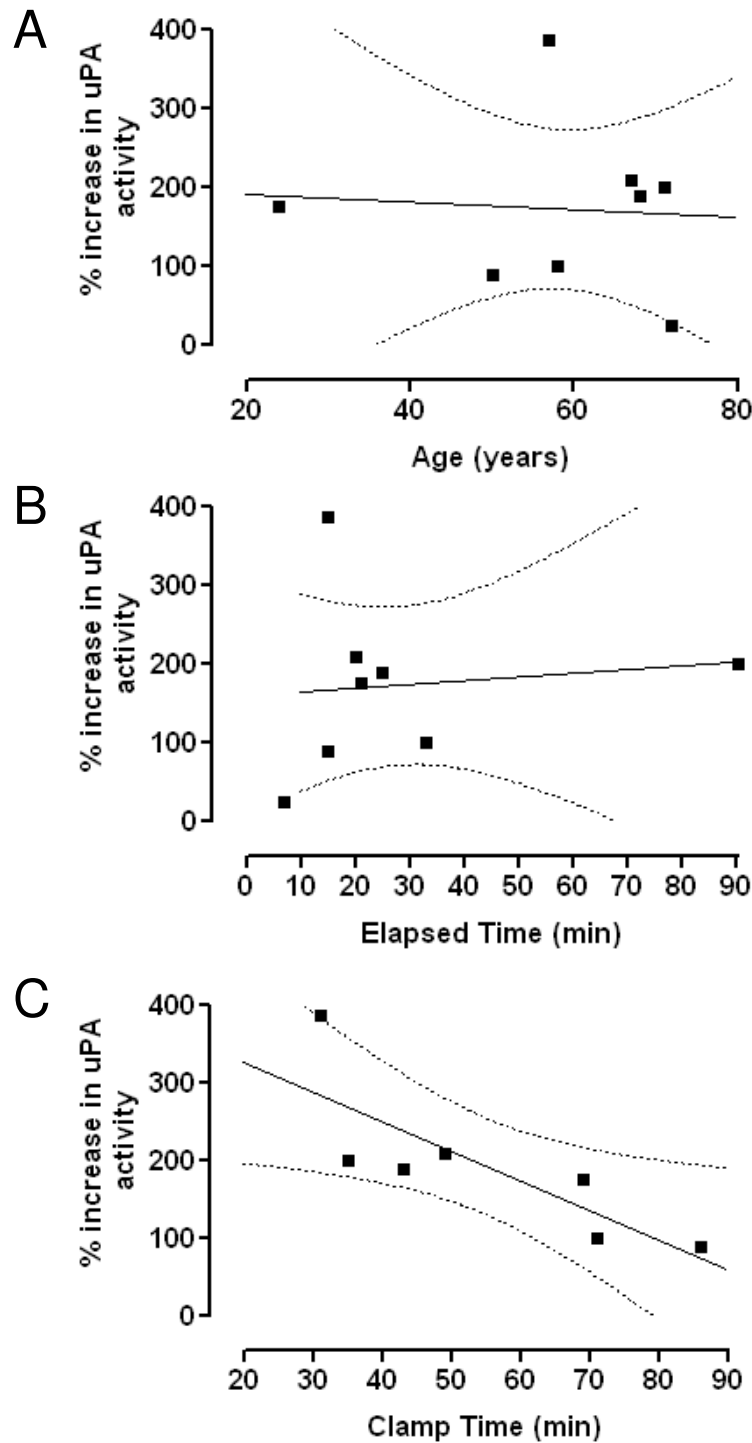 A
% increase in uPA
activity
400
300
200
100
0
20 40 60 80
Age (years)
B
% increase in uPA
activity
400
300
200
100
0
0 10 20 30 40 50 60 70 80 90
Elapsed Time (min)
C
% increase in uPA
activity
400
300
200
100
0
20 30 40 50 60 70 80 90
Clamp Time (min)